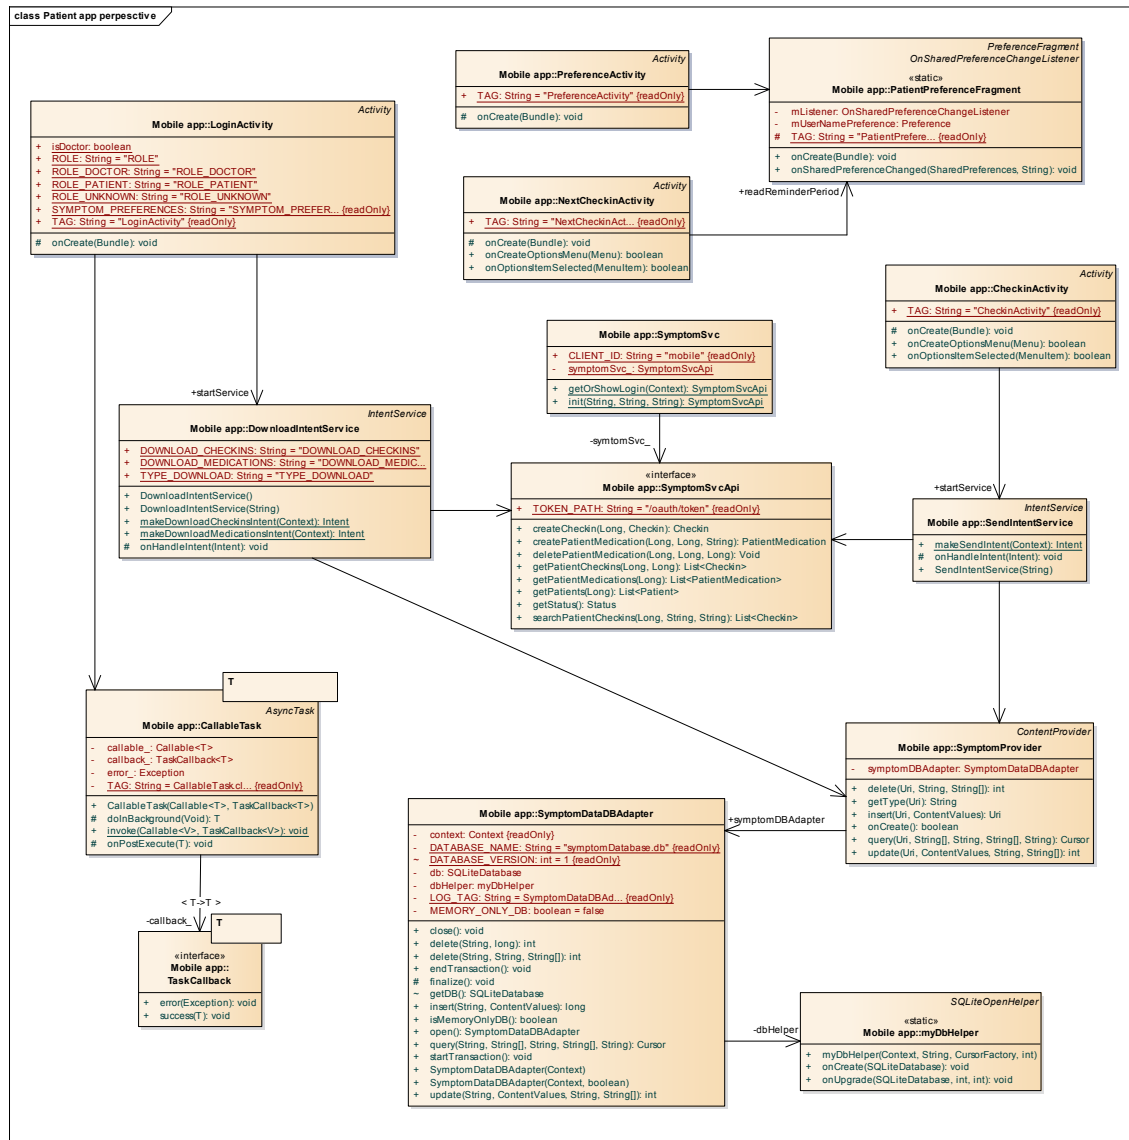 class Patient app perpesctive
Activity
Mobile app::PreferenceActivity
+ TAG: String = "PreferenceActivity" {readOnly}
# onCreate(Bundle): void
PreferenceFragment
OnSharedPreferenceChangeListener
«static»
Mobile app::PatientPreferenceFragment
- mListener: OnSharedPreferenceChangeListener
- mUserNamePreference: Preference
# TAG: String = "PatientPrefere... {readOnly}
+ onCreate(Bundle): void
+ onSharedPreferenceChanged(SharedPreferences, String): void
Activity
Mobile app::LoginActivity
+ isDoctor: boolean
+ ROLE: String = "ROLE"
+ ROLE_DOCTOR: String = "ROLE_DOCTOR"
+ ROLE_PATIENT: String = "ROLE_PATIENT"
+ ROLE_UNKNOWN: String = "ROLE_UNKNOWN"
+ SYMPTOM_PREFERENCES: String = "SYMPTOM_PREFER... {readOnly}
+ TAG: String = "LoginActivity" {readOnly}
# onCreate(Bundle): void
+readReminderPeriod
Activity
Mobile app::NextCheckinActivity
+ TAG: String = "NextCheckinAct... {readOnly}
# onCreate(Bundle): void
+ onCreateOptionsMenu(Menu): boolean
+ onOptionsItemSelected(MenuItem): boolean
Activity
Mobile app::CheckinActivity
+ TAG: String = "CheckinActivity" {readOnly}
# onCreate(Bundle): void
+ onCreateOptionsMenu(Menu): boolean
+ onOptionsItemSelected(MenuItem): boolean
Mobile app::SymptomSvc
+ CLIENT_ID: String = "mobile" {readOnly}
- symptomSvc_: SymptomSvcApi
+ getOrShowLogin(Context): SymptomSvcApi
+ init(String, String, String): SymptomSvcApi
+startService
IntentService
Mobile app::DownloadIntentService
+ DOWNLOAD_CHECKINS: String = "DOWNLOAD_CHECKINS"
+ DOWNLOAD_MEDICATIONS: String = "DOWNLOAD_MEDIC...
+ TYPE_DOWNLOAD: String = "TYPE_DOWNLOAD"
+ DownloadIntentService()
+ DownloadIntentService(String)
+ makeDownloadCheckinsIntent(Context): Intent
+ makeDownloadMedicationsIntent(Context): Intent
# onHandleIntent(Intent): void
-symtomSvc_
«interface»
Mobile app::SymptomSvcApi
+ TOKEN_PATH: String = "/oauth/token" {readOnly}
+ createCheckin(Long, Checkin): Checkin
+ createPatientMedication(Long, Long, String): PatientMedication
+ deletePatientMedication(Long, Long, Long): Void
+ getPatientCheckins(Long, Long): List<Checkin>
+ getPatientMedications(Long): List<PatientMedication>
+ getPatients(Long): List<Patient>
+ getStatus(): Status
+ searchPatientCheckins(Long, String, String): List<Checkin>
+startService
IntentService
Mobile app::SendIntentService
+ makeSendIntent(Context): Intent
# onHandleIntent(Intent): void
+ SendIntentService(String)
T
AsyncTask
Mobile app::CallableTask
- callable_: Callable<T>
- callback_: TaskCallback<T>
- error_: Exception
- TAG: String = CallableTask.cl... {readOnly}
+ CallableTask(Callable<T>, TaskCallback<T>)
# doInBackground(Void): T
+ invoke(Callable<V>, TaskCallback<V>): void
# onPostExecute(T): void
ContentProvider
Mobile app::SymptomProvider
- symptomDBAdapter: SymptomDataDBAdapter
+ delete(Uri, String, String[]): int
+ getType(Uri): String
+ insert(Uri, ContentValues): Uri
+ onCreate(): boolean
+ query(Uri, String[], String, String[], String): Cursor
+ update(Uri, ContentValues, String, String[]): int
+symptomDBAdapter
Mobile app::SymptomDataDBAdapter
- context: Context {readOnly}
- DATABASE_NAME: String = "symptomDatabase.db" {readOnly}
~ DATABASE_VERSION: int = 1 {readOnly}
- db: SQLiteDatabase
- dbHelper: myDbHelper
- LOG_TAG: String = SymptomDataDBAd... {readOnly}
- MEMORY_ONLY_DB: boolean = false
+ close(): void
+ delete(String, long): int
+ delete(String, String, String[]): int
+ endTransaction(): void
# finalize(): void
~ getDB(): SQLiteDatabase
+ insert(String, ContentValues): long
+ isMemoryOnlyDB(): boolean
+ open(): SymptomDataDBAdapter
+ query(String, String[], String, String[], String): Cursor
+ startTransaction(): void
+ SymptomDataDBAdapter(Context)
+ SymptomDataDBAdapter(Context, boolean)
+ update(String, ContentValues, String, String[]): int
< T->T >
-callback_
T
«interface»
Mobile app::
TaskCallback
+ error(Exception): void
+ success(T): void
-dbHelper
SQLiteOpenHelper
«static»
Mobile app::myDbHelper
+ myDbHelper(Context, String, CursorFactory, int)
+ onCreate(SQLiteDatabase): void
+ onUpgrade(SQLiteDatabase, int, int): void